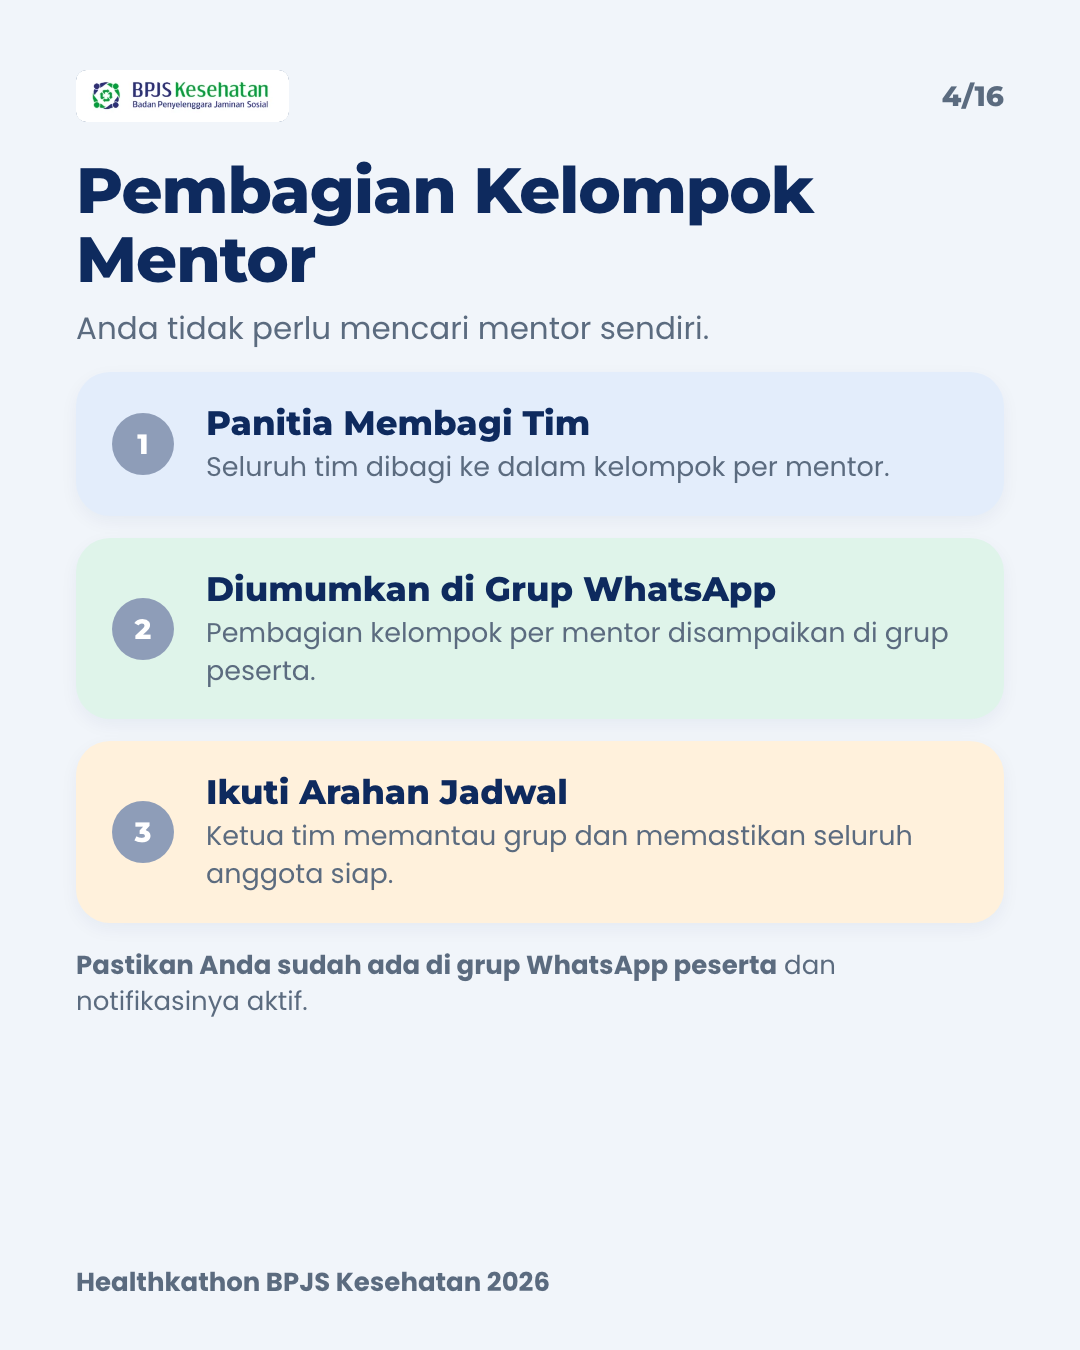 BPJS Kesehatan
Badan Penyelenggara Jaminan Sosial
4/16
Pembagian Kelompok
Mentor
Anda tidak perlu mencari mentor sendiri.
1
Panitia Membagi Tim
Seluruh tim dibagi ke dalam kelompok per mentor.
2
Diumumkan di Grup WhatsApp
Pembagian kelompok per mentor disampaikan di grup
peserta.
3
Ikuti Arahan Jadwal
Ketua tim memantau grup dan memastikan seluruh
anggota siap.
Pastikan Anda sudah ada di grup WhatsApp peserta dan
notifikasinya aktif.
Healthkathon BPJS Kesehatan 2026